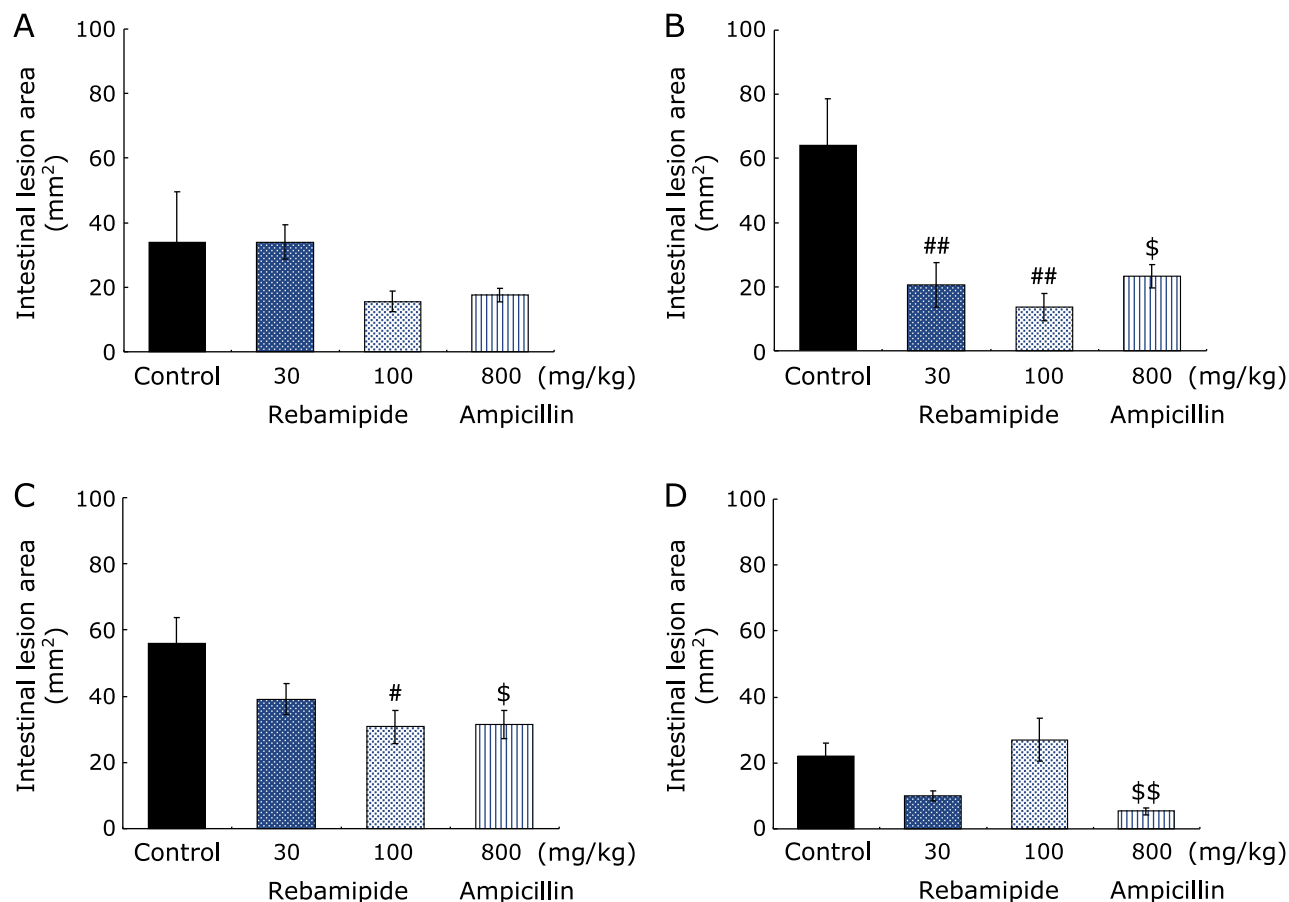 A
Intestinal lesion area
(mm²)
100
80
60
40
20
0
Control 30 100 800 (mg/kg)
Rebamipide Ampicillin
B
Intestinal lesion area
(mm²)
100
80
60
40
20
0
## ## $
Control 30 100 800 (mg/kg)
Rebamipide Ampicillin
C
Intestinal lesion area
(mm²)
100
80
60
40
20
0
# $
Control 30 100 800 (mg/kg)
Rebamipide Ampicillin
D
Intestinal lesion area
(mm²)
100
80
60
40
20
0
$$
Control 30 100 800 (mg/kg)
Rebamipide Ampicillin